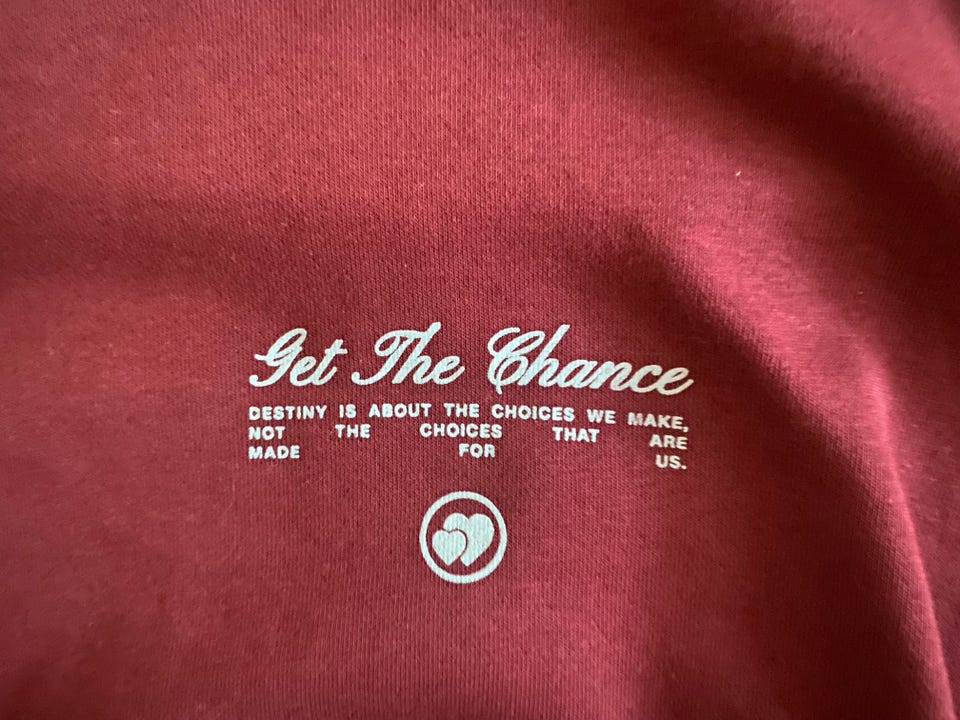 Get The Chance
DESTINY IS ABOUT THE CHOICES WE MAKE,
NOT THE CHOICES THAT ARE
MADE FOR US.